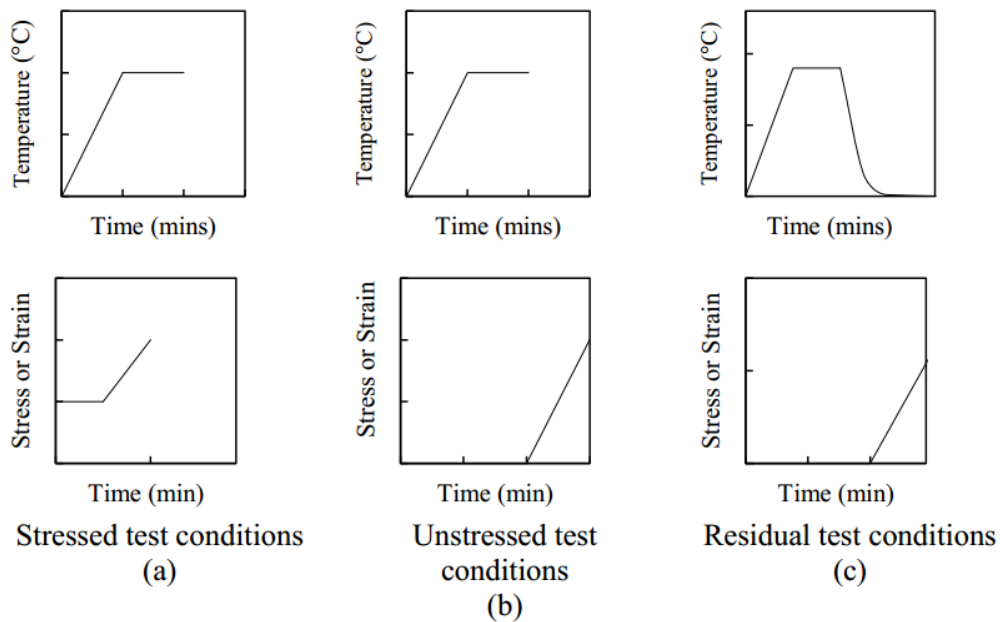 Temperature (°C)
Time (mins)
Temperature (°C)
Time (mins)
Temperature (°C)
Time (mins)
Stress or Strain
Time (min)
Stress or Strain
Time (min)
Stress or Strain
Time (min)
Stressed test conditions
(a)
Unstressed test
conditions
(b)
Residual test conditions
(c)